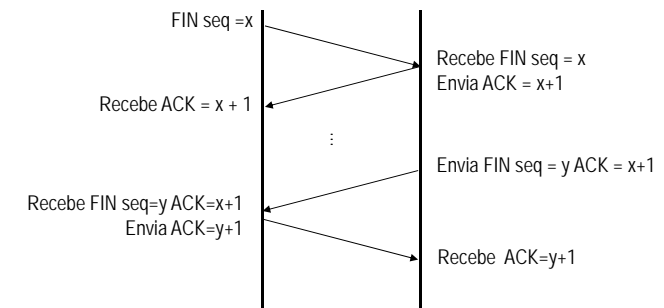 FIN seq =x
Recebe FIN seq = x
Envia ACK = x+1
Recebe ACK = x + 1
...
Envia FIN seq = y ACK = x+1
Recebe FIN seq=y ACK=x+1
Envia ACK=y+1
Recebe ACK=y+1